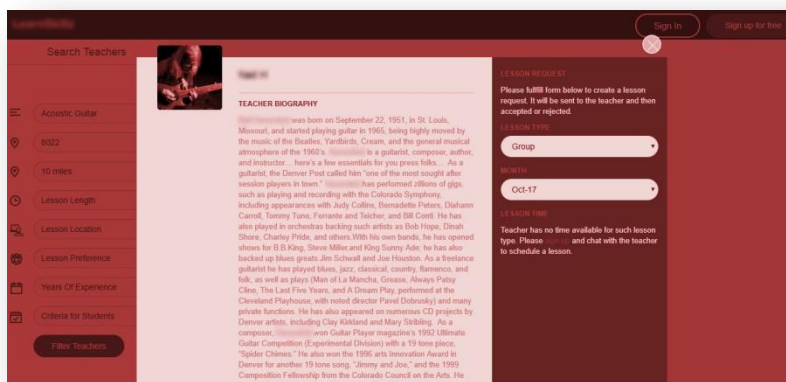 Sign In
Sign up for free
Search Teachers
Acoustic Guitar
8022
10 miles
Lesson Length
Lesson Location
Lesson Preference
Years Of Experience
Criteria for Students
Filter Teachers
TEACHER BIOGRAPHY
was born on September 22, 1951, in St. Louis,
Missouri, and started playing guitar in 1965, being highly moved by
the music of the Beatles, Yardbirds, Cream, and the general musical
atmosphere of the 1960's. is a guitarist, composer, author,
and instructor… here's a few essentials for you press folks… As a
guitarist, the Denver Post called him "one of the most sought after
session players in town." has performed zillions of gigs,
such as playing and recording with the Colorado Symphony,
including appearances with Judy Collins, Bernadette Peters, Diahann
Carroll, Tommy Tune, Ferrante and Teicher, and Bill Conti. He has
also played in orchestras backing such artists as Bob Hope, Dinah
Shore, Charley Pride, and others.With his own bands, he has opened
shows for B.B.King, Steve Miller,and King Sunny Ade; he has also
backed up blues greats Jim Schwall and Joe Houston. As a freelance
guitarist he has played blues, jazz, classical, country, flamenco, and
folk, as well as plays (Man of La Mancha, Grease, Always Patsy
Cline, The Last Five Years, and A Dream Play, performed at the
Cleveland Playhouse, with noted director Pavel Dobrusky) and many
private functions. He has also appeared on numerous CD projects by
Denver artists, including Clay Kirkland and Mary Stribling. As a
composer, won Guitar Player magazine's 1992 Ultimate
Guitar Competition (Experimental Division) with a 19 tone piece,
"Spider Chimes." He also won the 1996 arts Innovation Award in
Denver for another 19 tone song, "Jimmy and Joe," and the 1999
Composition Fellowship from the Colorado Council on the Arts. He
LESSON REQUEST
Please fulfill form below to create a lesson
request. It will be sent to the teacher and then
accepted or rejected.
LESSON TYPE
Group
MONTH
Oct-17
LESSON TIME
Teacher has no time available for such lesson
type. Please sign up and chat with the teacher
to schedule a lesson.